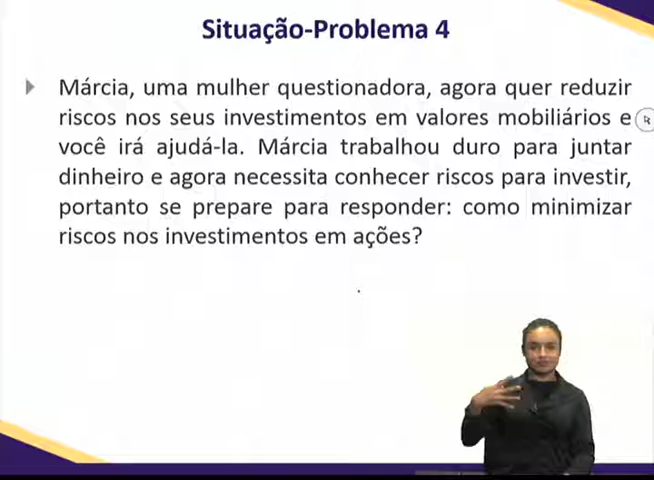 Situação-Problema 4
Márcia, uma mulher questionadora, agora quer reduzir
riscos nos seus investimentos em valores mobiliários e
você irá ajudá-la. Márcia trabalhou duro para juntar
dinheiro e agora necessita conhecer riscos para investir,
portanto se prepare para responder: como minimizar
riscos nos investimentos em ações?